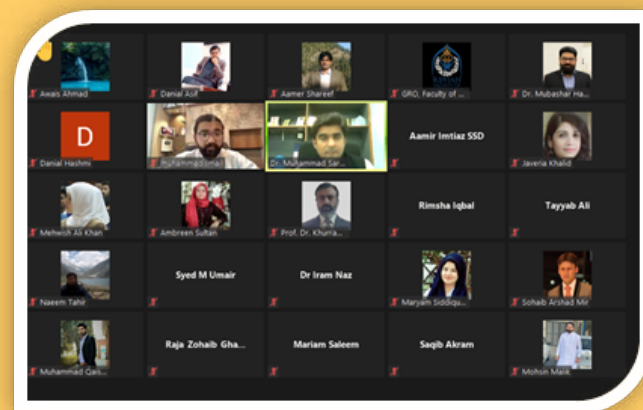 Awais Ahmad
Danial Asif
Aamer Shareef
GRO, Faculty of ...
Dr. Mubashar Ha...
D
Danial Hashmi
muhammad ismail
Dr. Muhammad Sar...
Aamir Imtiaz SSD
Javeria Khalid
Mehwish Ali Khan
Ambreen Sultan
Prof. Dr. Khurra...
Rimsha Iqbal
Tayyab Ali
Naeem Tahir
Syed M Umair
Dr Iram Naz
Maryam Siddiqu...
Sohaib Arshad Mir
Muhammad Qais...
Raja Zohaib Gha...
Mariam Saleem
Saqib Akram
Mohsin Malik